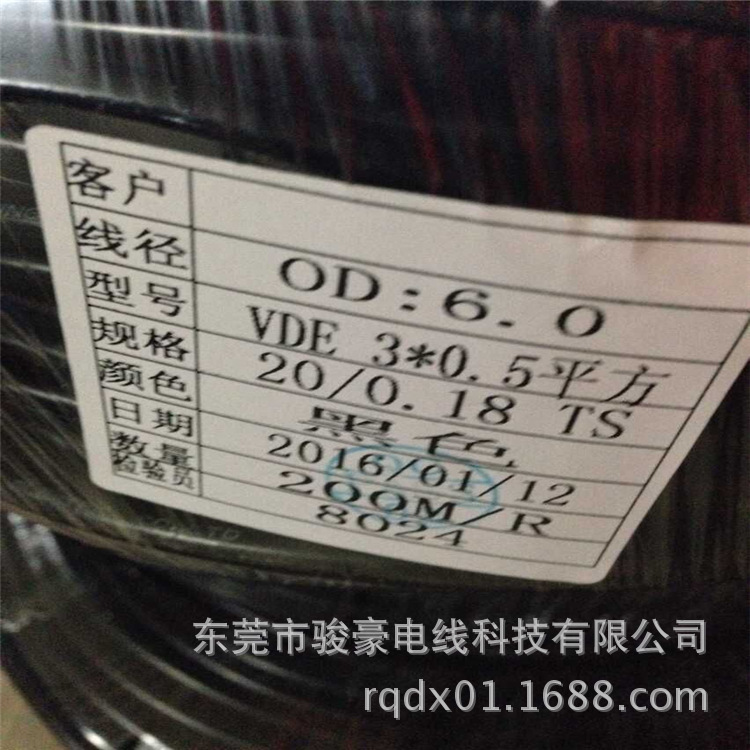 客户
线径 OD:6.0
型号 VDE 3*0.5平方
规格 20/0.18 TS
颜色 黑色
日期 2016/01/12
数量 200M/R
检验员 8024
东莞市骏豪电线科技有限公司
rqdx01.1688.com